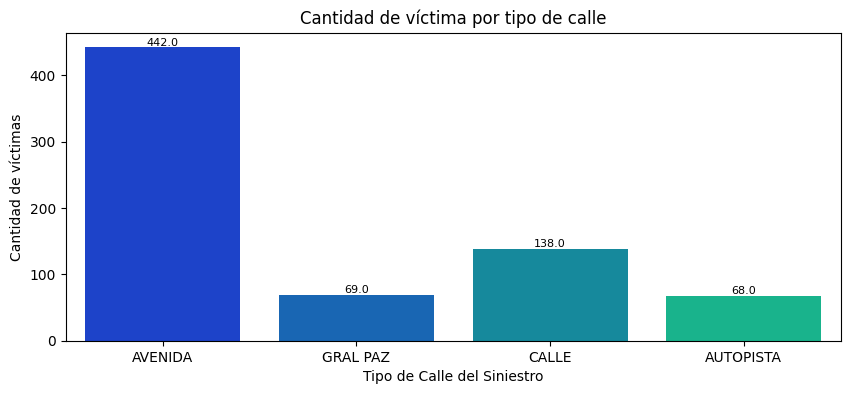 Cantidad de víctima por tipo de calle
Cantidad de víctimas
400
300
200
100
0
442.0
69.0
138.0
68.0
AVENIDA
GRAL PAZ
CALLE
AUTOPISTA
Tipo de Calle del Siniestro